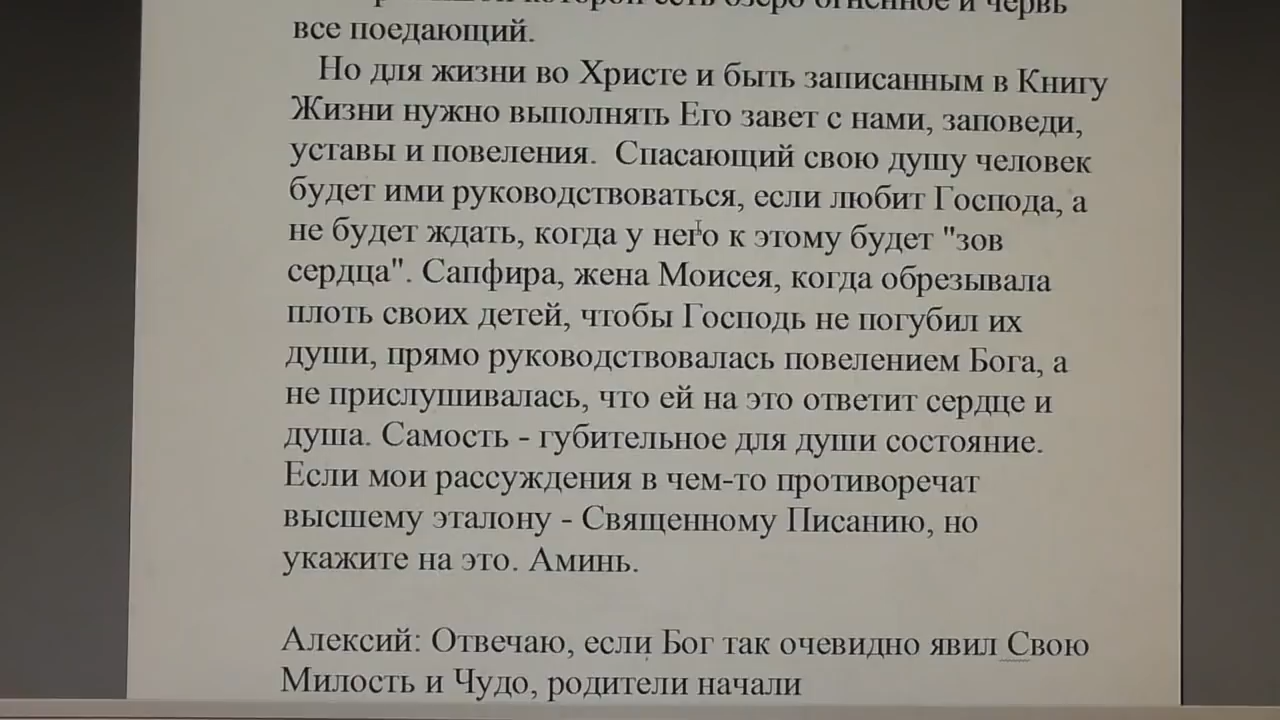 которой есть озеро огненное и червь
все поедающий.
Но для жизни во Христе и быть записанным в Книгу
Жизни нужно выполнять Его завет с нами, заповеди,
уставы и повеления. Спасающий свою душу человек
будет ими руководствоваться, если любит Господа, а
не будет ждать, когда у него к этому будет "зов
сердца". Сапфира, жена Моисея, когда обрезывала
плоть своих детей, чтобы Господь не погубил их
души, прямо руководствовалась повелением Бога, а
не прислушивалась, что ей на это ответит сердце и
душа. Самость - губительное для души состояние.
Если мои рассуждения в чем-то противоречат
высшему эталону - Священному Писанию, но
укажите на это. Аминь.
Алексий: Отвечаю, если Бог так очевидно явил Свою
Милость и Чудо, родители начали